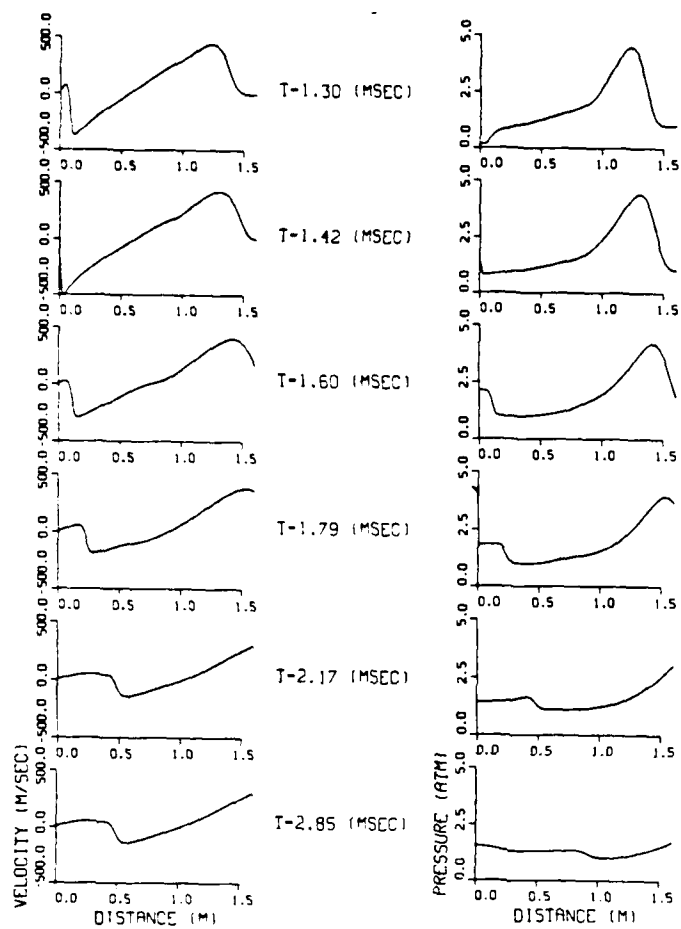 500.0 0.0 -500.0
0.0 0.5 1.0 1.5
T=1.30 (MSEC)
5.0 2.5 0.0
0.0 0.5 1.0 1.5
500.0 0.0 -500.0
0.0 0.5 1.0 1.5
T=1.42 (MSEC)
5.0 2.5 0.0
0.0 0.5 1.0 1.5
500.0 0.0 -500.0
0.0 0.5 1.0 1.5
T=1.60 (MSEC)
5.0 2.5 0.0
0.0 0.5 1.0 1.5
500.0 0.0 -500.0
0.0 0.5 1.0 1.5
T=1.79 (MSEC)
5.0 2.5 0.0
0.0 0.5 1.0 1.5
500.0 0.0 -500.0
0.0 0.5 1.0 1.5
T=2.17 (MSEC)
5.0 2.5 0.0
0.0 0.5 1.0 1.5
VELOCITY (M/SEC)
500.0 0.0 -500.0
0.0 0.5 1.0 1.5
DISTANCE (M)
T=2.85 (MSEC)
PRESSURE (ATM)
5.0 2.5 0.0
0.0 0.5 1.0 1.5
DISTANCE (M)